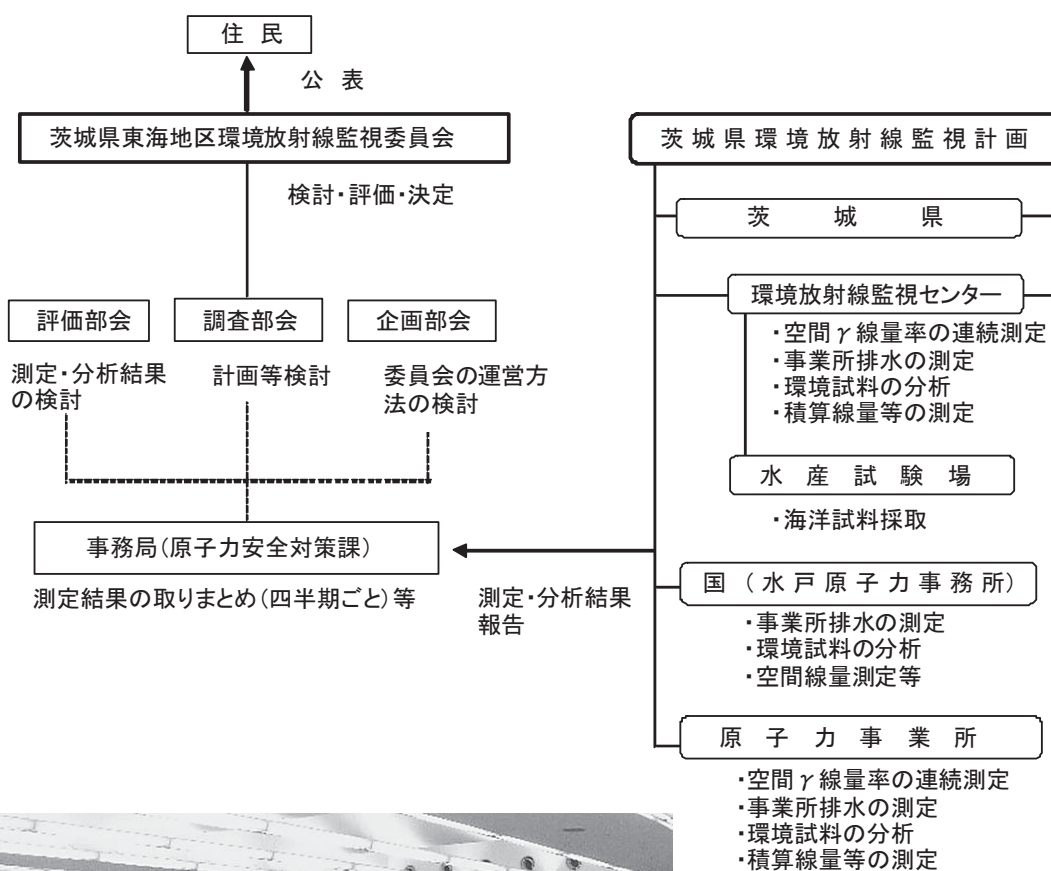 住 民
公 表
茨城県東海地区環境放射線監視委員会
検討・評価・決定
評価部会
調査部会
企画部会
測定・分析結果
の検討
計画等検討
委員会の運営方
法の検討
事務局(原子力安全対策課)
測定結果の取りまとめ(四半期ごと)等
測定・分析結果
報告
茨城県環境放射線監視計画
茨 城 県
環境放射線監視センター
・空間γ線量率の連続測定
・事業所排水の測定
・環境試料の分析
・積算線量等の測定
水 産 試 験 場
・海洋試料採取
国(水戸原子力事務所)
・事業所排水の測定
・環境試料の分析
・空間線量測定等
原 子 力 事 業 所
・空間γ線量率の連続測定
・事業所排水の測定
・環境試料の分析
・積算線量等の測定